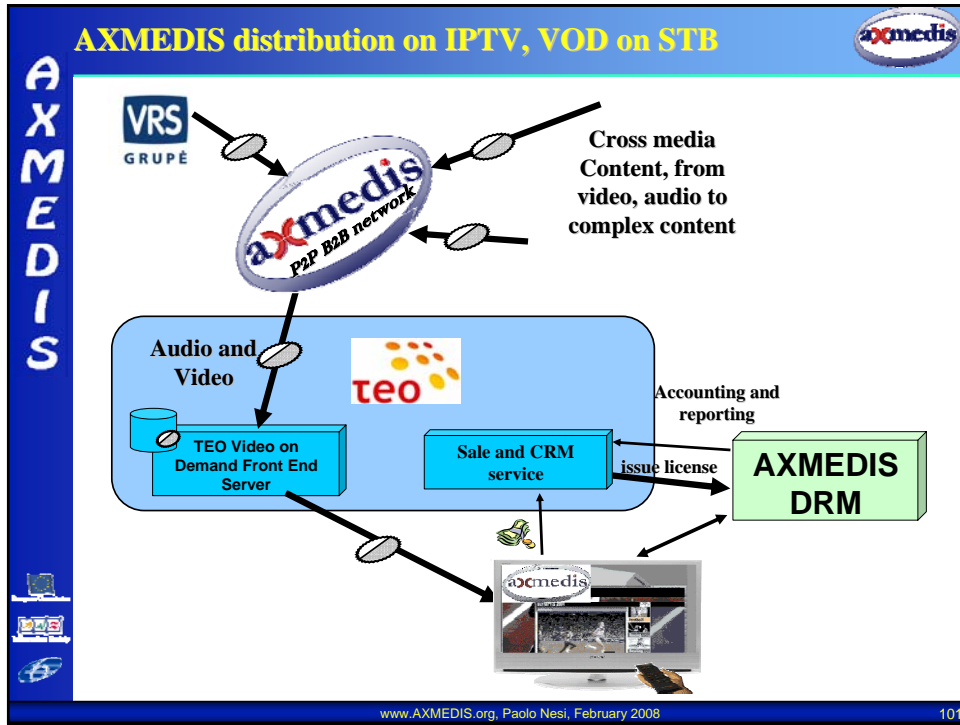 AXMEDIS distribution on IPTV, VOD on STB
axmedis
AXMEDIS
VRS
GRUPĖ
axmedis
P2P B2B network
Cross media
Content, from
video, audio to
complex content
Audio and
Video
TEO
Accounting and
reporting
TEO Video on
Demand Front End
Server
Sale and CRM
service
issue license
AXMEDIS
DRM
axmedis
www.AXMEDIS.org, Paolo Nesi, February 2008
101